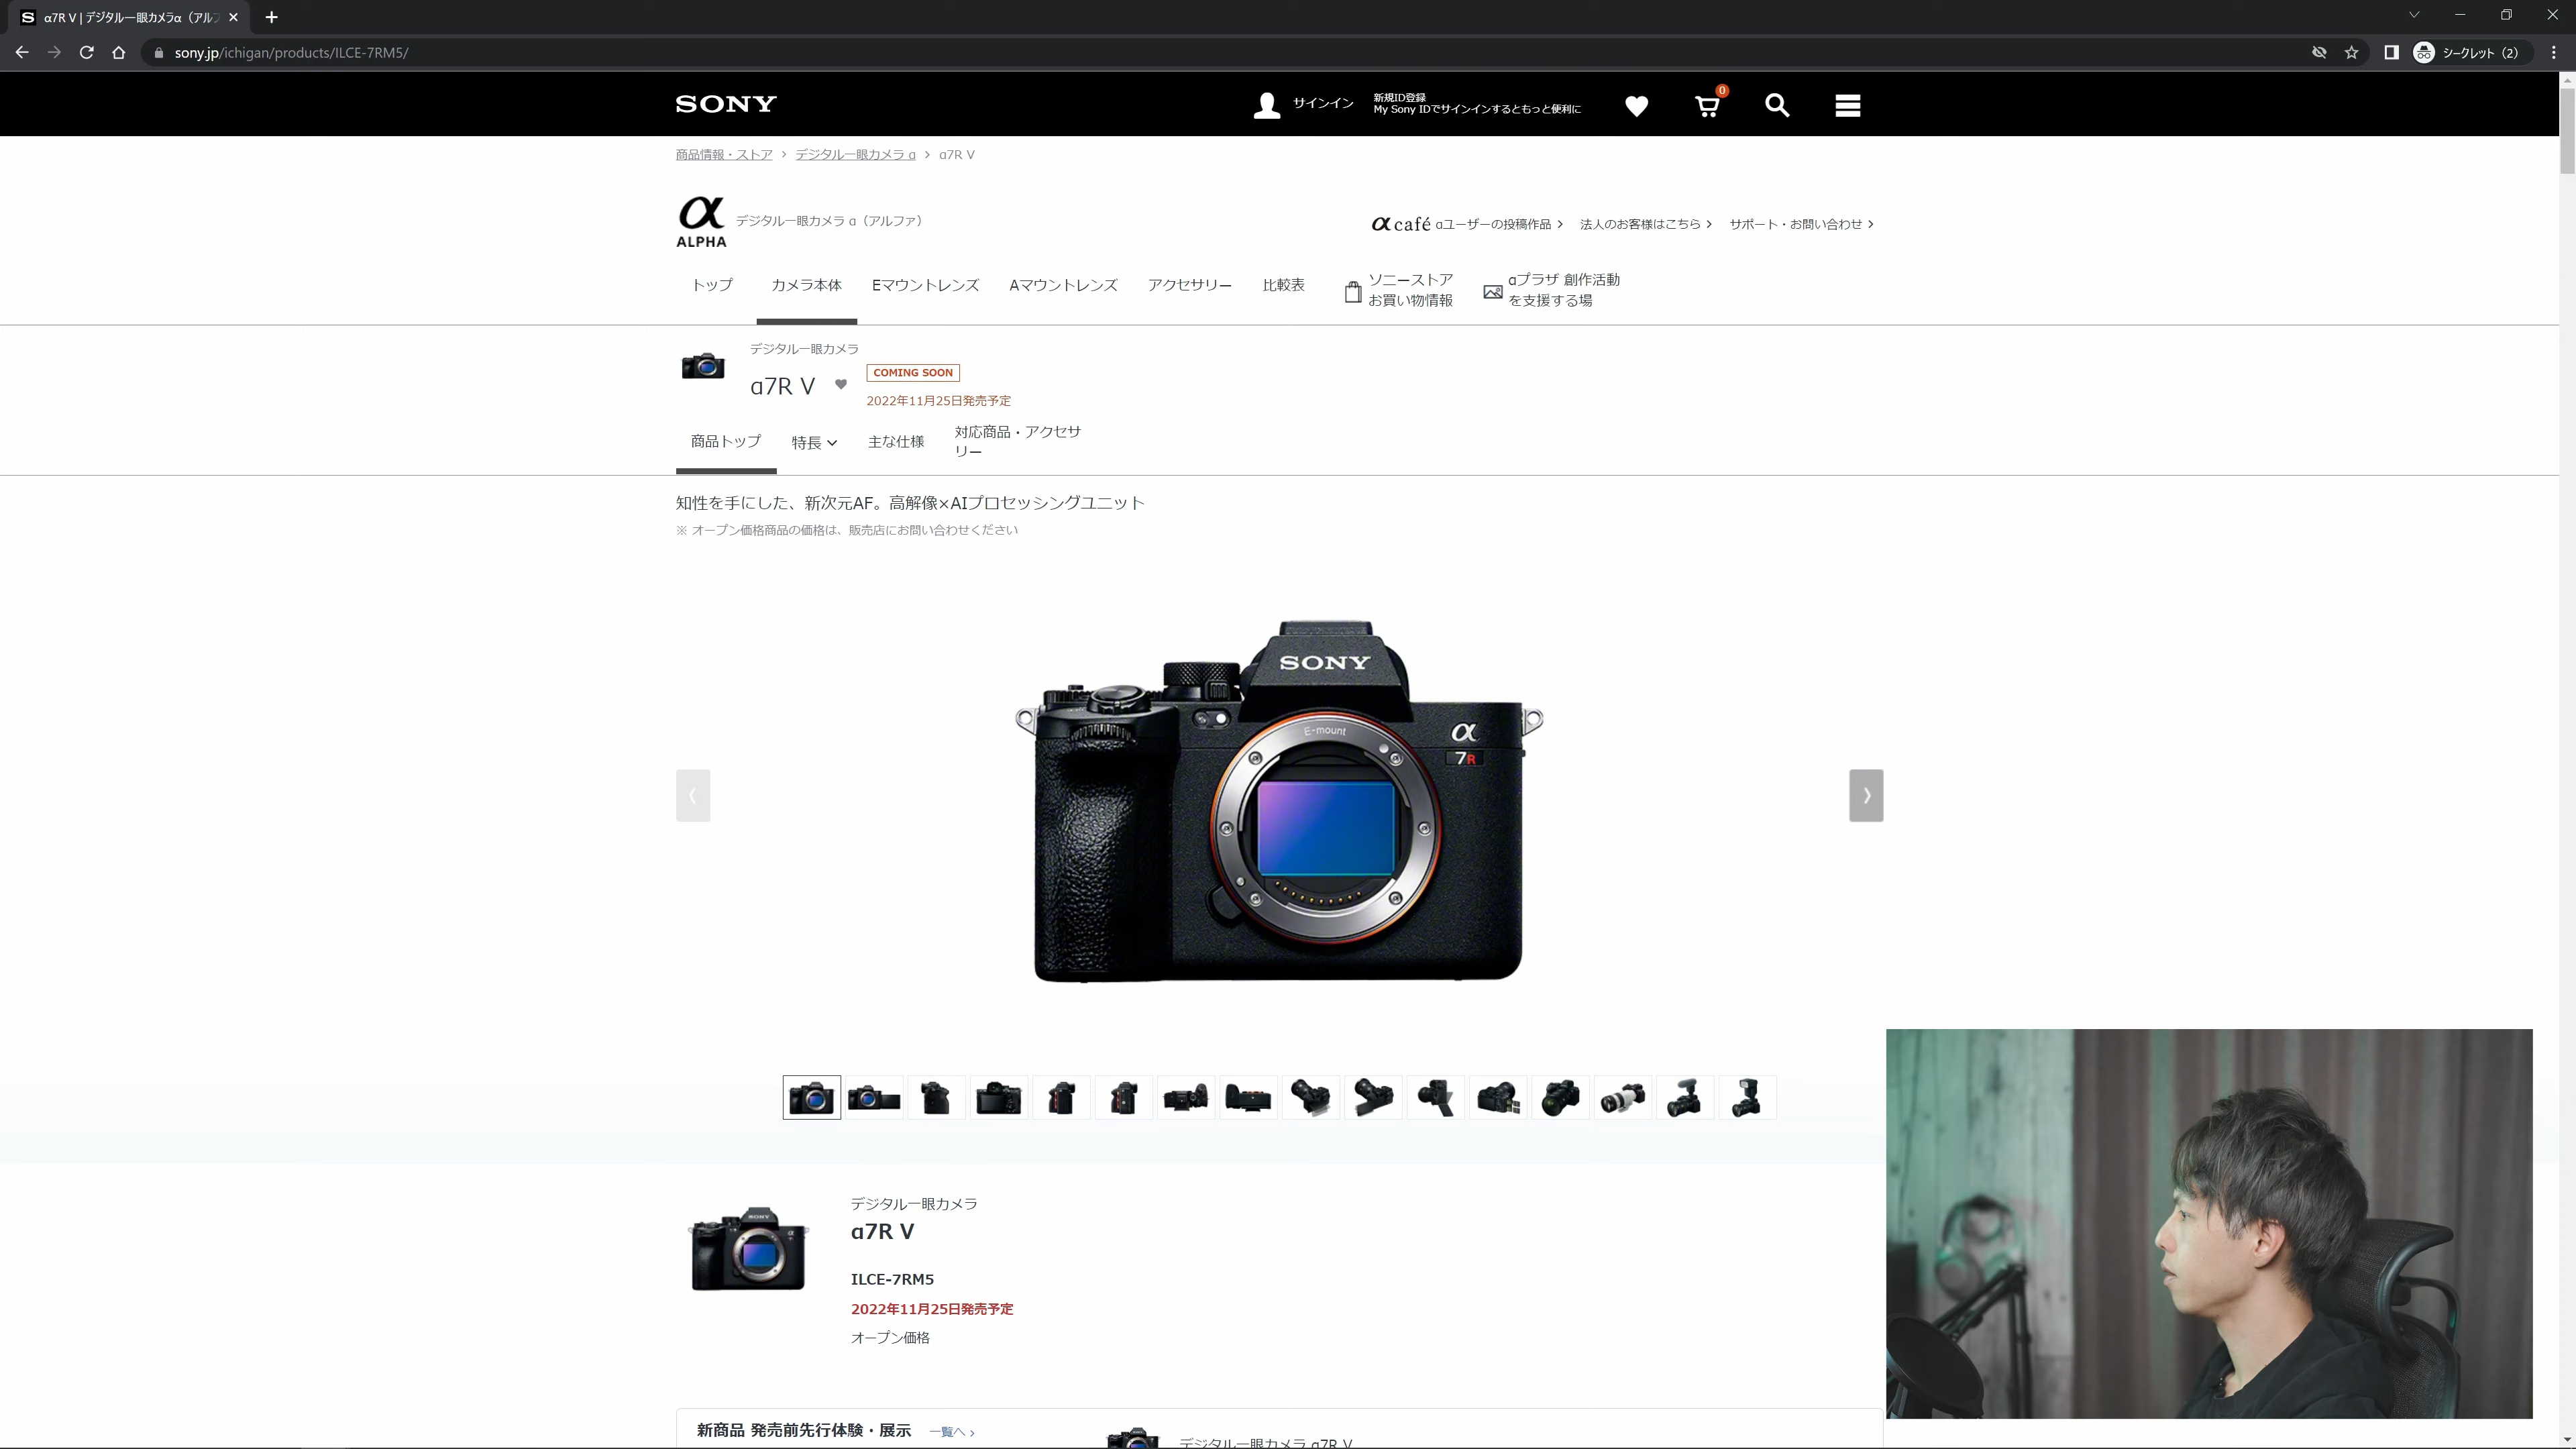 α7R V | デジタル一眼カメラα（アル
sony.jp/ichigan/products/ILCE-7RM5/
シークレット（2）
SONY
サインイン
新規ID登録
My Sony IDでサインインするともっと便利に
0
商品情報・ストア > デジタル一眼カメラ α > α7R V
α
ALPHA
デジタル一眼カメラ α（アルファ）
α café αユーザーの投稿作品 >
法人のお客様はこちら >
サポート・お問い合わせ >
トップ
カメラ本体
Eマウントレンズ
Aマウントレンズ
アクセサリー
比較表
ソニーストア
お買い物情報
αプラザ 創作活動
を支援する場
デジタル一眼カメラ
α7R V
COMING SOON
2022年11月25日発売予定
商品トップ
特長
主な仕様
対応商品・アクセサ
リー
知性を手にした、新次元AF。高解像×AIプロセッシングユニット
※ オープン価格商品の価格は、販売店にお問い合わせください
SONY
E-mount
α
7R
SONY
デジタル一眼カメラ
α7R V
ILCE-7RM5
2022年11月25日発売予定
オープン価格
新商品 発売前先行体験・展示
一覧へ >
デジタル一眼カメラ α7R V